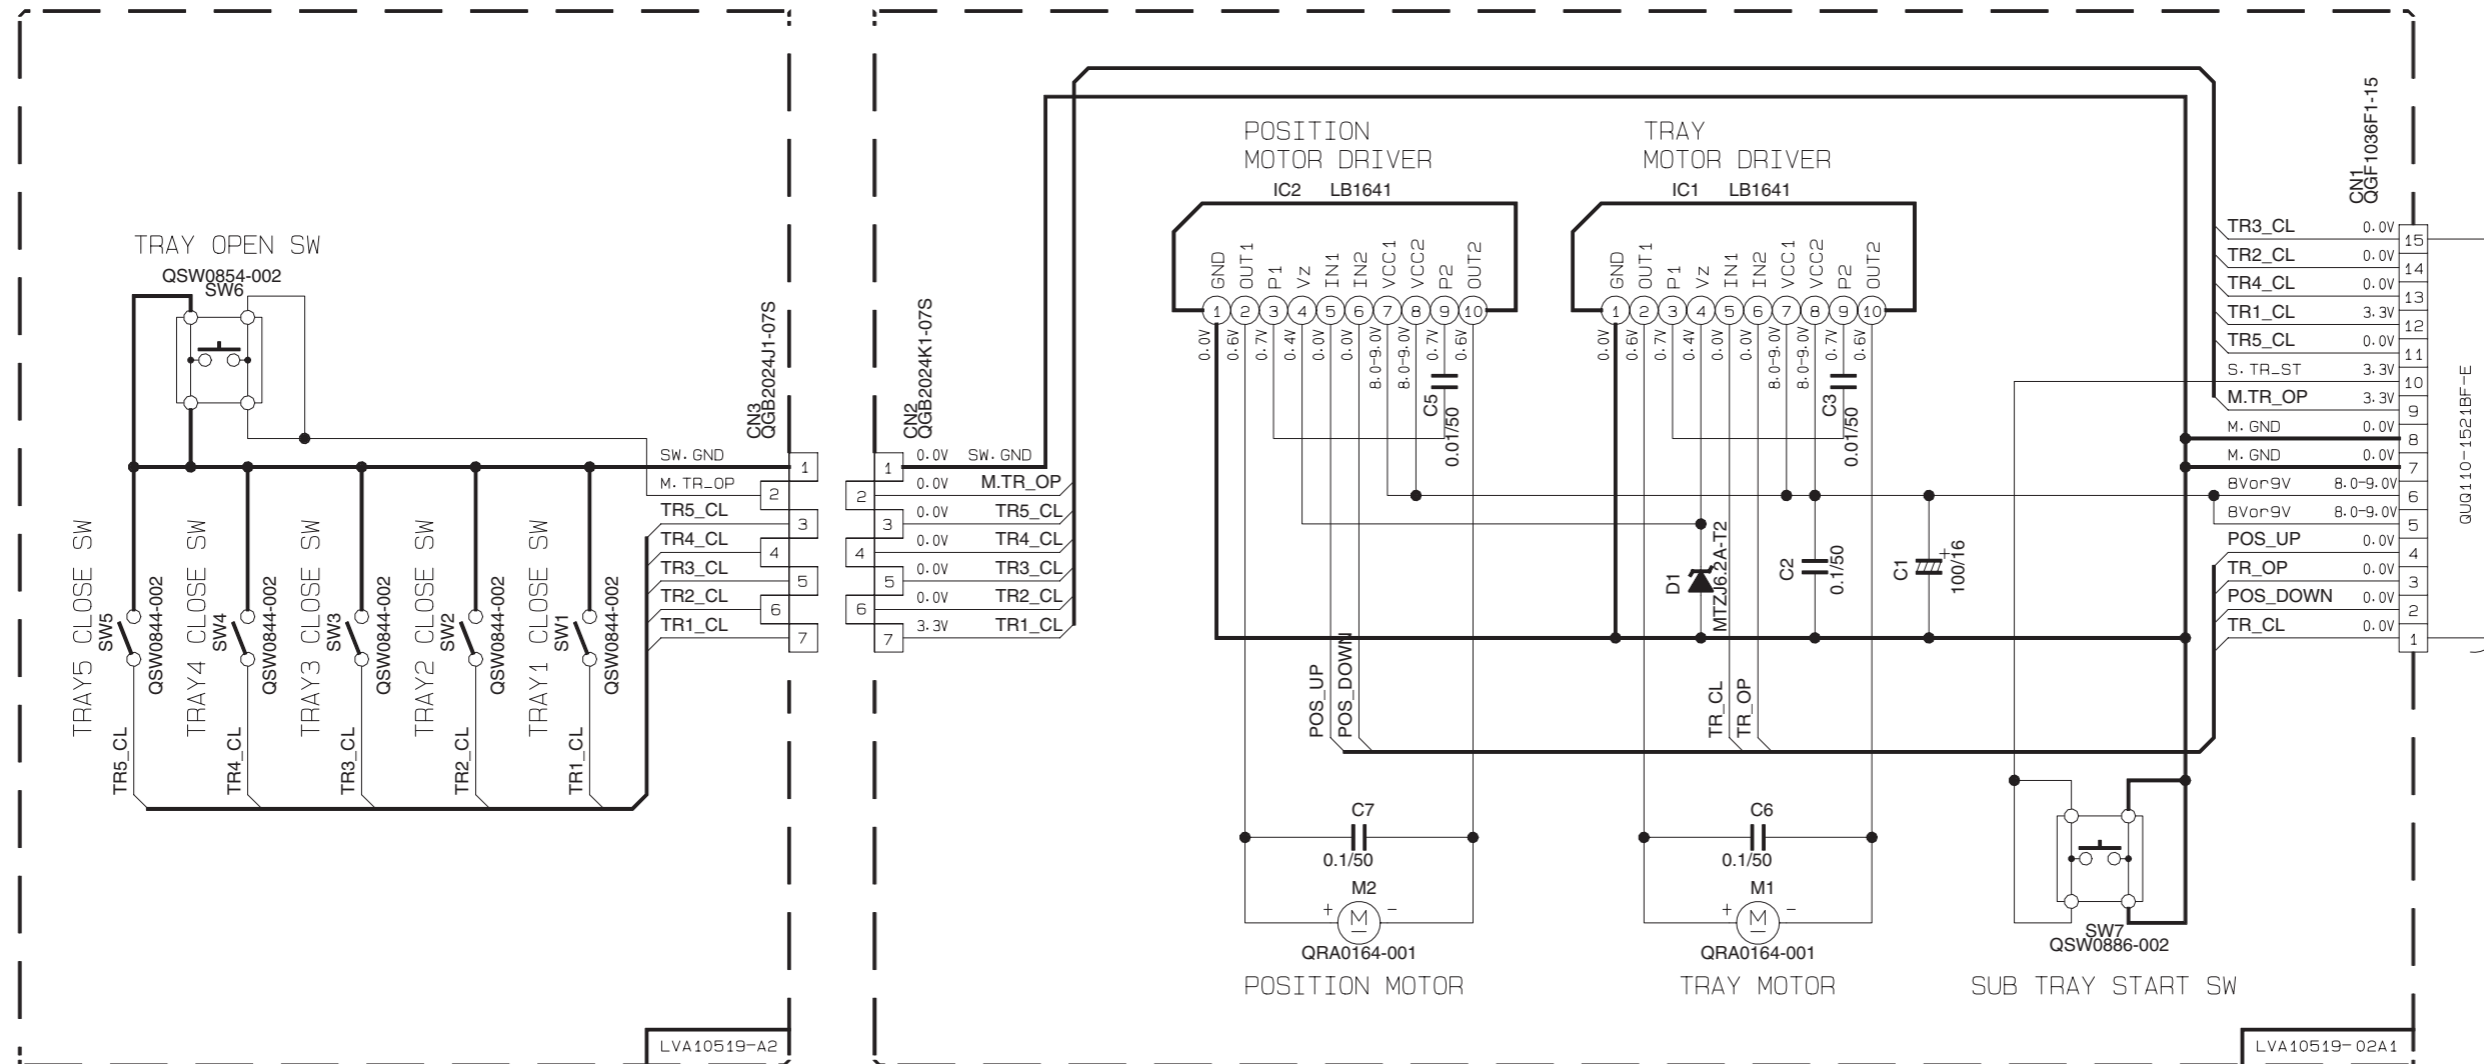 TRAY OPEN SW
QSW0854-002
SW6
CN3
QGB2024J1-07S
SW.GND
M.TR_OP
TR5_CL
TR4_CL
TR3_CL
TR2_CL
TR1_CL
1
2
3
4
5
6
7
TRAY5 CLOSE SW
SW5
QSW0844-002
TRAY4 CLOSE SW
SW4
QSW0844-002
TRAY3 CLOSE SW
SW3
QSW0844-002
TRAY2 CLOSE SW
SW2
QSW0844-002
TRAY1 CLOSE SW
SW1
QSW0844-002
TR5_CL
TR4_CL
TR3_CL
TR2_CL
TR1_CL
LVA10519-A2
CN2
QGB2024K1-07S
1 0.0V SW.GND
2 0.0V M.TR_OP
3 0.0V TR5_CL
4 0.0V TR4_CL
5 0.0V TR3_CL
6 0.0V TR2_CL
7 3.3V TR1_CL
POSITION
MOTOR DRIVER
IC2 LB1641
GND OUT1 P1 Vz IN1 IN2 VCC1 VCC2 P2 OUT2
1 2 3 4 5 6 7 8 9 10
0.0V 0.6V 0.7V 0.4V 0.0V 0.0V 8.0-9.0V 8.0-9.0V 0.7V 0.6V
C5
0.01/50
TRAY
MOTOR DRIVER
IC1 LB1641
GND OUT1 P1 Vz IN1 IN2 VCC1 VCC2 P2 OUT2
1 2 3 4 5 6 7 8 9 10
0.0V 0.6V 0.7V 0.4V 0.0V 0.0V 8.0-9.0V 8.0-9.0V 0.7V 0.6V
C3
0.01/50
D1
MTZJ6.2A-T2
C2
0.1/50
C1
+
100/16
POS_UP
POS_DOWN
TR_CL
TR_OP
C7
0.1/50
M2
+ M -
QRA0164-001
POSITION MOTOR
C6
0.1/50
M1
+ M -
QRA0164-001
TRAY MOTOR
SW7
QSW0886-002
SUB TRAY START SW
CN1
QGF1036F1-15
TR3_CL 0.0V 15
TR2_CL 0.0V 14
TR4_CL 0.0V 13
TR1_CL 3.3V 12
TR5_CL 0.0V 11
S.TR_ST 3.3V 10
M.TR_OP 3.3V 9
M.GND 0.0V 8
M.GND 0.0V 7
8Vor9V 8.0-9.0V 6
8Vor9V 8.0-9.0V 5
POS_UP 0.0V 4
TR_OP 0.0V 3
POS_DOWN 0.0V 2
TR_CL 0.0V 1
QUQ110-1521BF-E
LVA10519-02A1